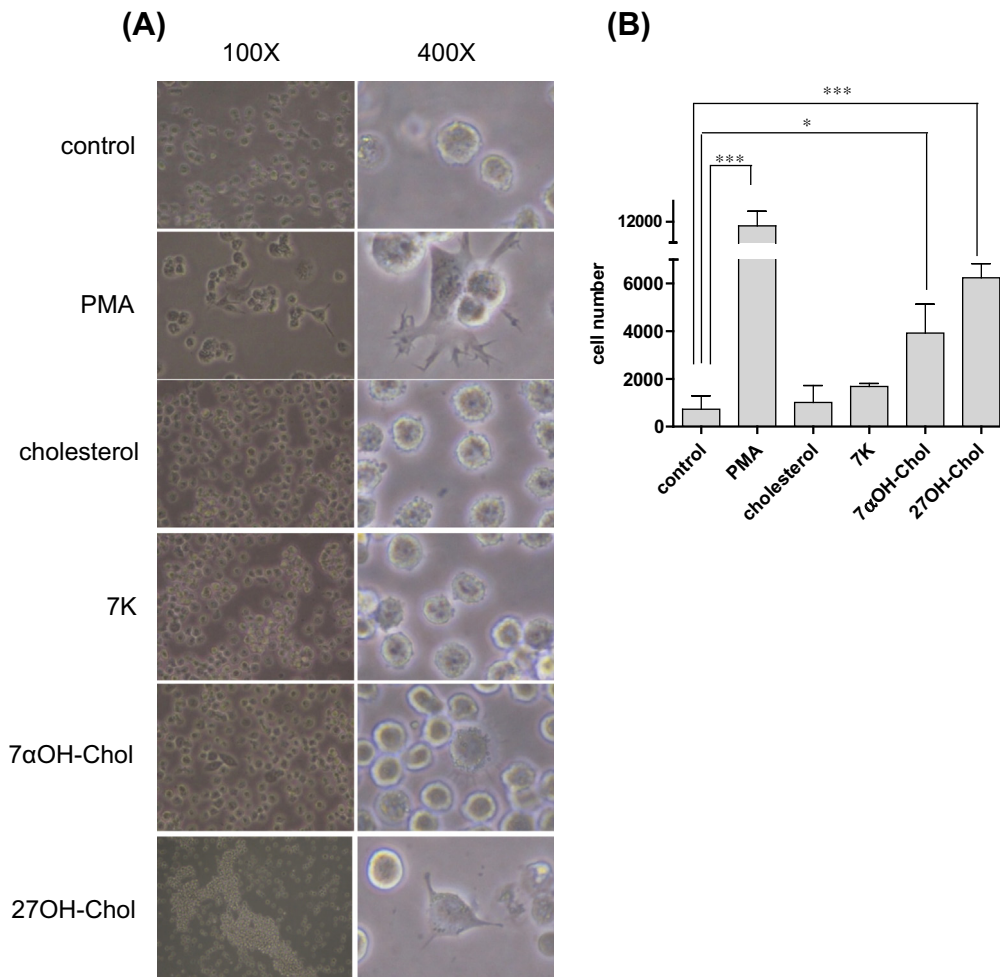 (A)
100X 400X
control
PMA
cholesterol
7K
7αOH-Chol
27OH-Chol
(B)
***
*
***
12000
6000
4000
2000
0
cell number
control
PMA
cholesterol
7K
7αOH-Chol
27OH-Chol